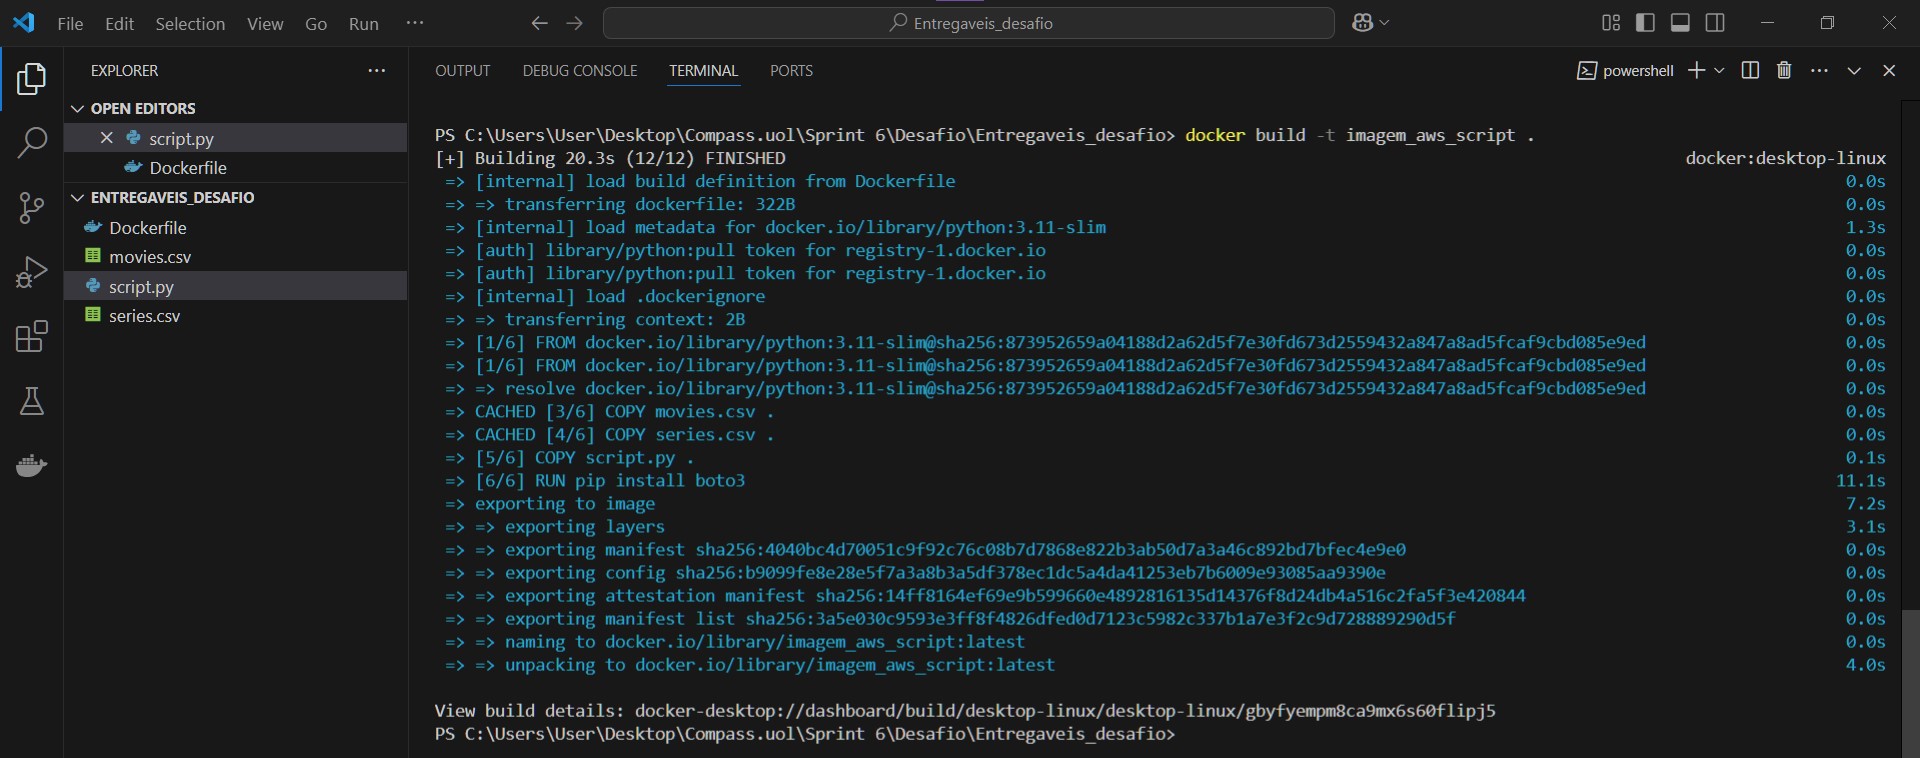 File Edit Selection View Go Run ···
Entregaveis_desafio
EXPLORER
OPEN EDITORS
script.py
Dockerfile
ENTREGAVEIS_DESAFIO
Dockerfile
movies.csv
script.py
series.csv
OUTPUT DEBUG CONSOLE TERMINAL PORTS
powershell
PS C:\Users\User\Desktop\Compass.uol\Sprint 6\Desafio\Entregaveis_desafio> docker build -t imagem_aws_script .
[+] Building 20.3s (12/12) FINISHED docker:desktop-linux
=> [internal] load build definition from Dockerfile 0.0s
=> => transferring dockerfile: 322B 0.0s
=> [internal] load metadata for docker.io/library/python:3.11-slim 1.3s
=> [auth] library/python:pull token for registry-1.docker.io 0.0s
=> [auth] library/python:pull token for registry-1.docker.io 0.0s
=> [internal] load .dockerignore 0.0s
=> => transferring context: 2B 0.0s
=> [1/6] FROM docker.io/library/python:3.11-slim@sha256:873952659a04188d2a62d5f7e30fd673d2559432a847a8ad5fcaf9cbd085e9ed 0.0s
=> [1/6] FROM docker.io/library/python:3.11-slim@sha256:873952659a04188d2a62d5f7e30fd673d2559432a847a8ad5fcaf9cbd085e9ed 0.0s
=> => resolve docker.io/library/python:3.11-slim@sha256:873952659a04188d2a62d5f7e30fd673d2559432a847a8ad5fcaf9cbd085e9ed 0.0s
=> CACHED [3/6] COPY movies.csv . 0.0s
=> CACHED [4/6] COPY series.csv . 0.0s
=> [5/6] COPY script.py . 0.1s
=> [6/6] RUN pip install boto3 11.1s
=> exporting to image 7.2s
=> => exporting layers 3.1s
=> => exporting manifest sha256:4040bc4d70051c9f92c76c08b7d7868e822b3ab50d7a3a46c892bd7bfec4e9e0 0.0s
=> => exporting config sha256:b9099fe8e28e5f7a3a8b3a5df378ec1dc5a4da41253eb7b6009e93085aa9390e 0.0s
=> => exporting attestation manifest sha256:14ff8164ef69e9b599660e4892816135d14376f8d24db4a516c2fa5f3e420844 0.0s
=> => exporting manifest list sha256:3a5e030c9593e3ff8f4826dfed0d7123c5982c337b1a7e3f2c9d728889290d5f 0.0s
=> => naming to docker.io/library/imagem_aws_script:latest 0.0s
=> => unpacking to docker.io/library/imagem_aws_script:latest 4.0s
View build details: docker-desktop://dashboard/build/desktop-linux/desktop-linux/gbyfyempm8ca9mx6s60flipj5
PS C:\Users\User\Desktop\Compass.uol\Sprint 6\Desafio\Entregaveis_desafio>